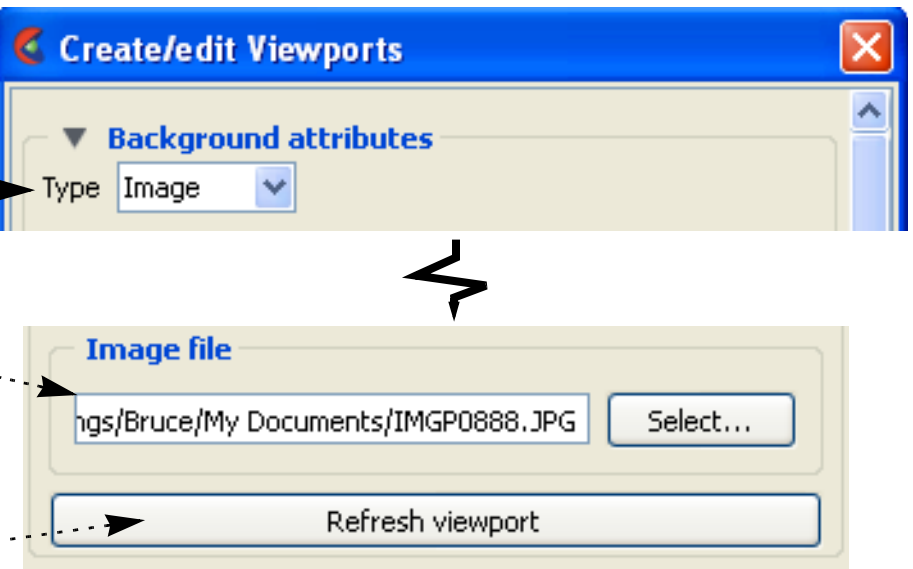 Create/edit Viewports
Background attributes
Type Image
Image file
ngs/Bruce/My Documents/IMGP0888.JPG Select...
Refresh viewport